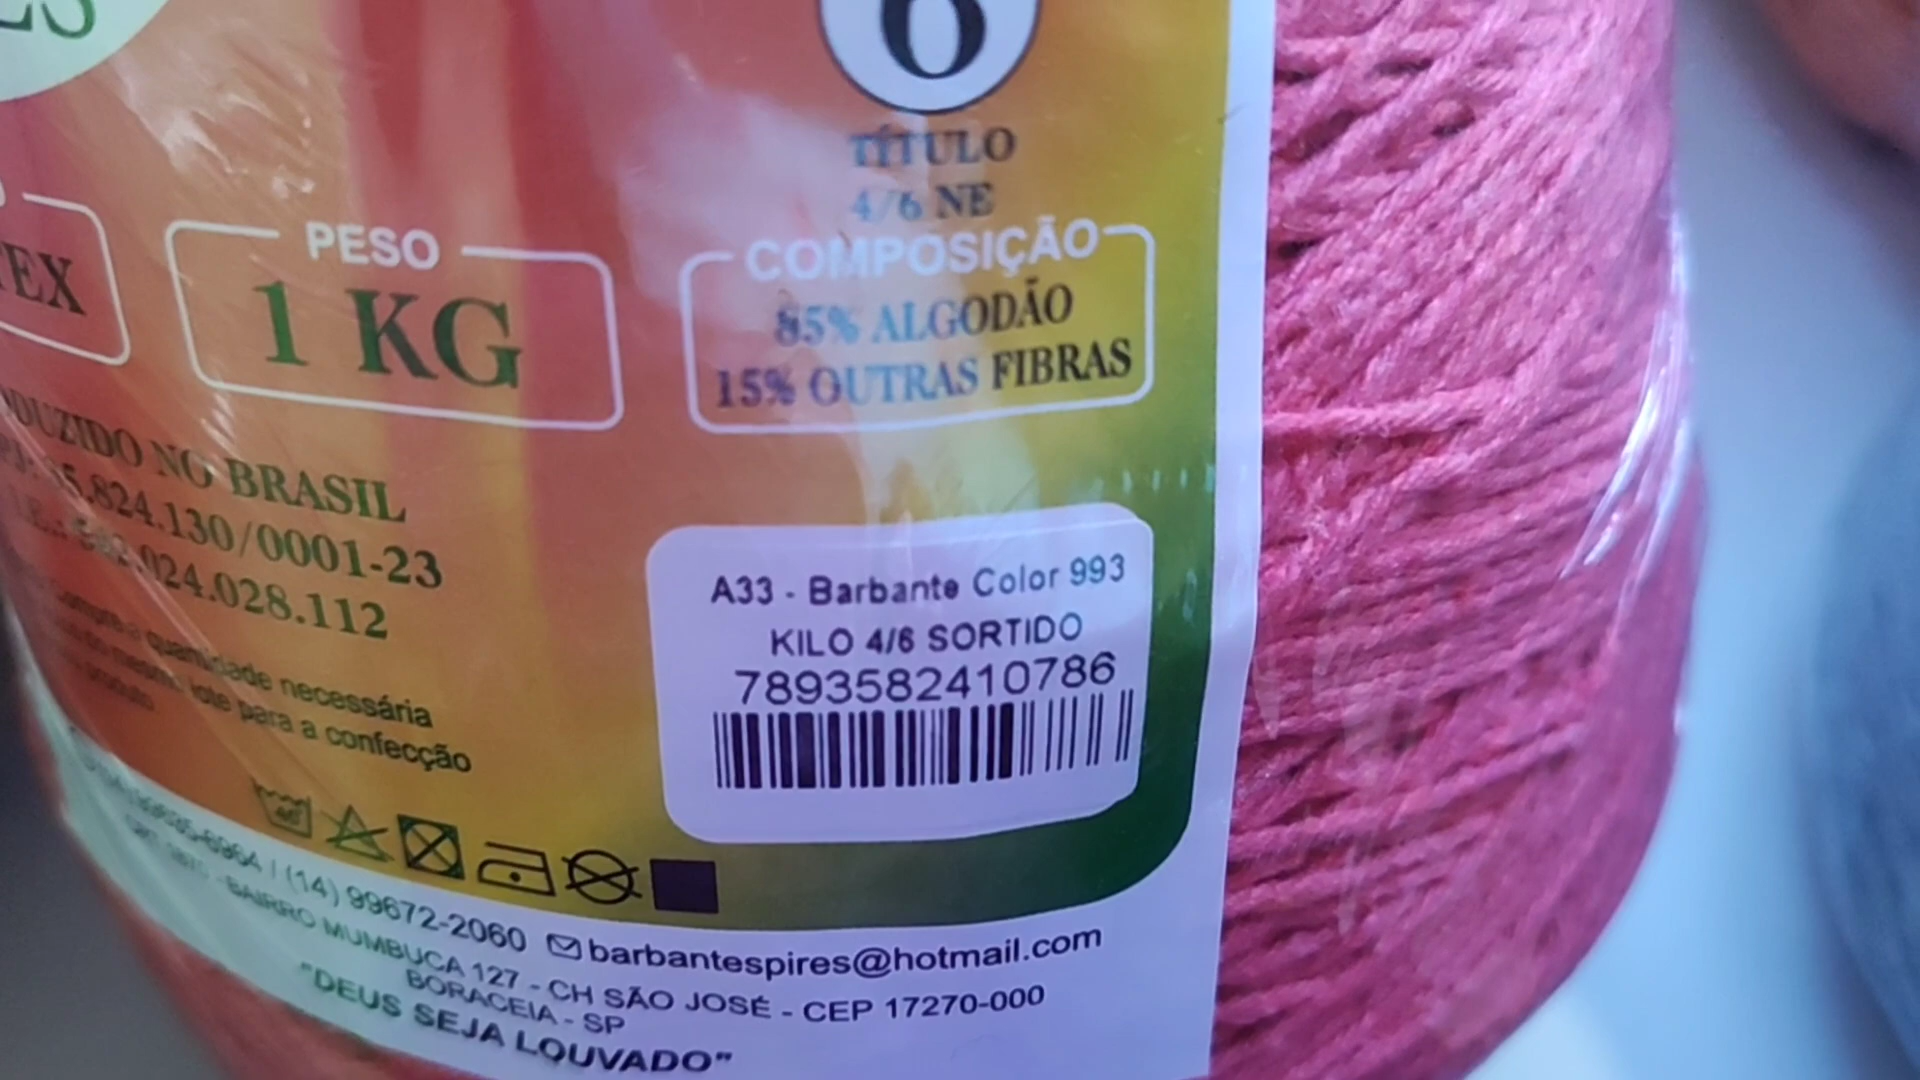 6
TÍTULO
4/6 NE
PESO
1 KG
COMPOSIÇÃO
85% ALGODÃO
15% OUTRAS FIBRAS
NO BRASIL
824.130/0001-23
024.028.112
quantidade necessária
lote para a confecção
produto
A33 - Barbante Color 993
KILO 4/6 SORTIDO
7893582410786
(14) 99672-2060 barbantespires@hotmail.com
BAIRRO MUMBUCA 127 - CH SÃO JOSÉ - CEP 17270-000
BORACEIA - SP
"DEUS SEJA LOUVADO"